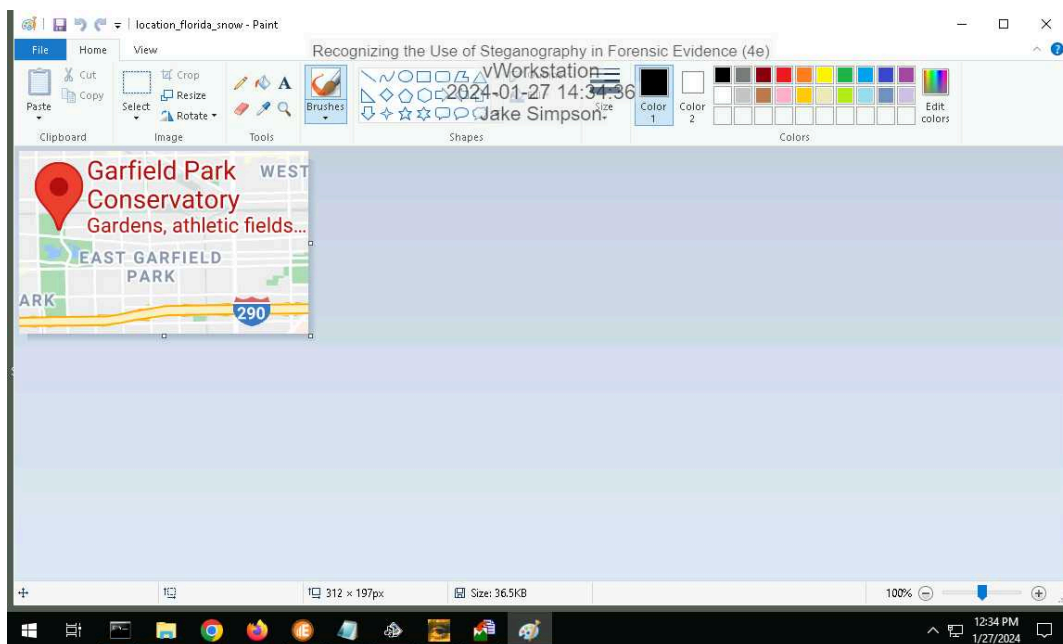 location_florida_snow - Paint
File Home View
Recognizing the Use of Steganography in Forensic Evidence (4e)
vWorkstation
2024-01-27 14:34:36
Jake Simpson
Paste
Cut
Copy
Clipboard
Select
Crop
Resize
Rotate
Image
A
Tools
Brushes
Shapes
Size
Color 1
Color 2
Edit colors
Colors
Garfield Park
Conservatory
Gardens, athletic fields...
WEST
EAST GARFIELD
PARK
ARK
290
312 × 197px
Size: 36.5KB
100%
12:34 PM
1/27/2024